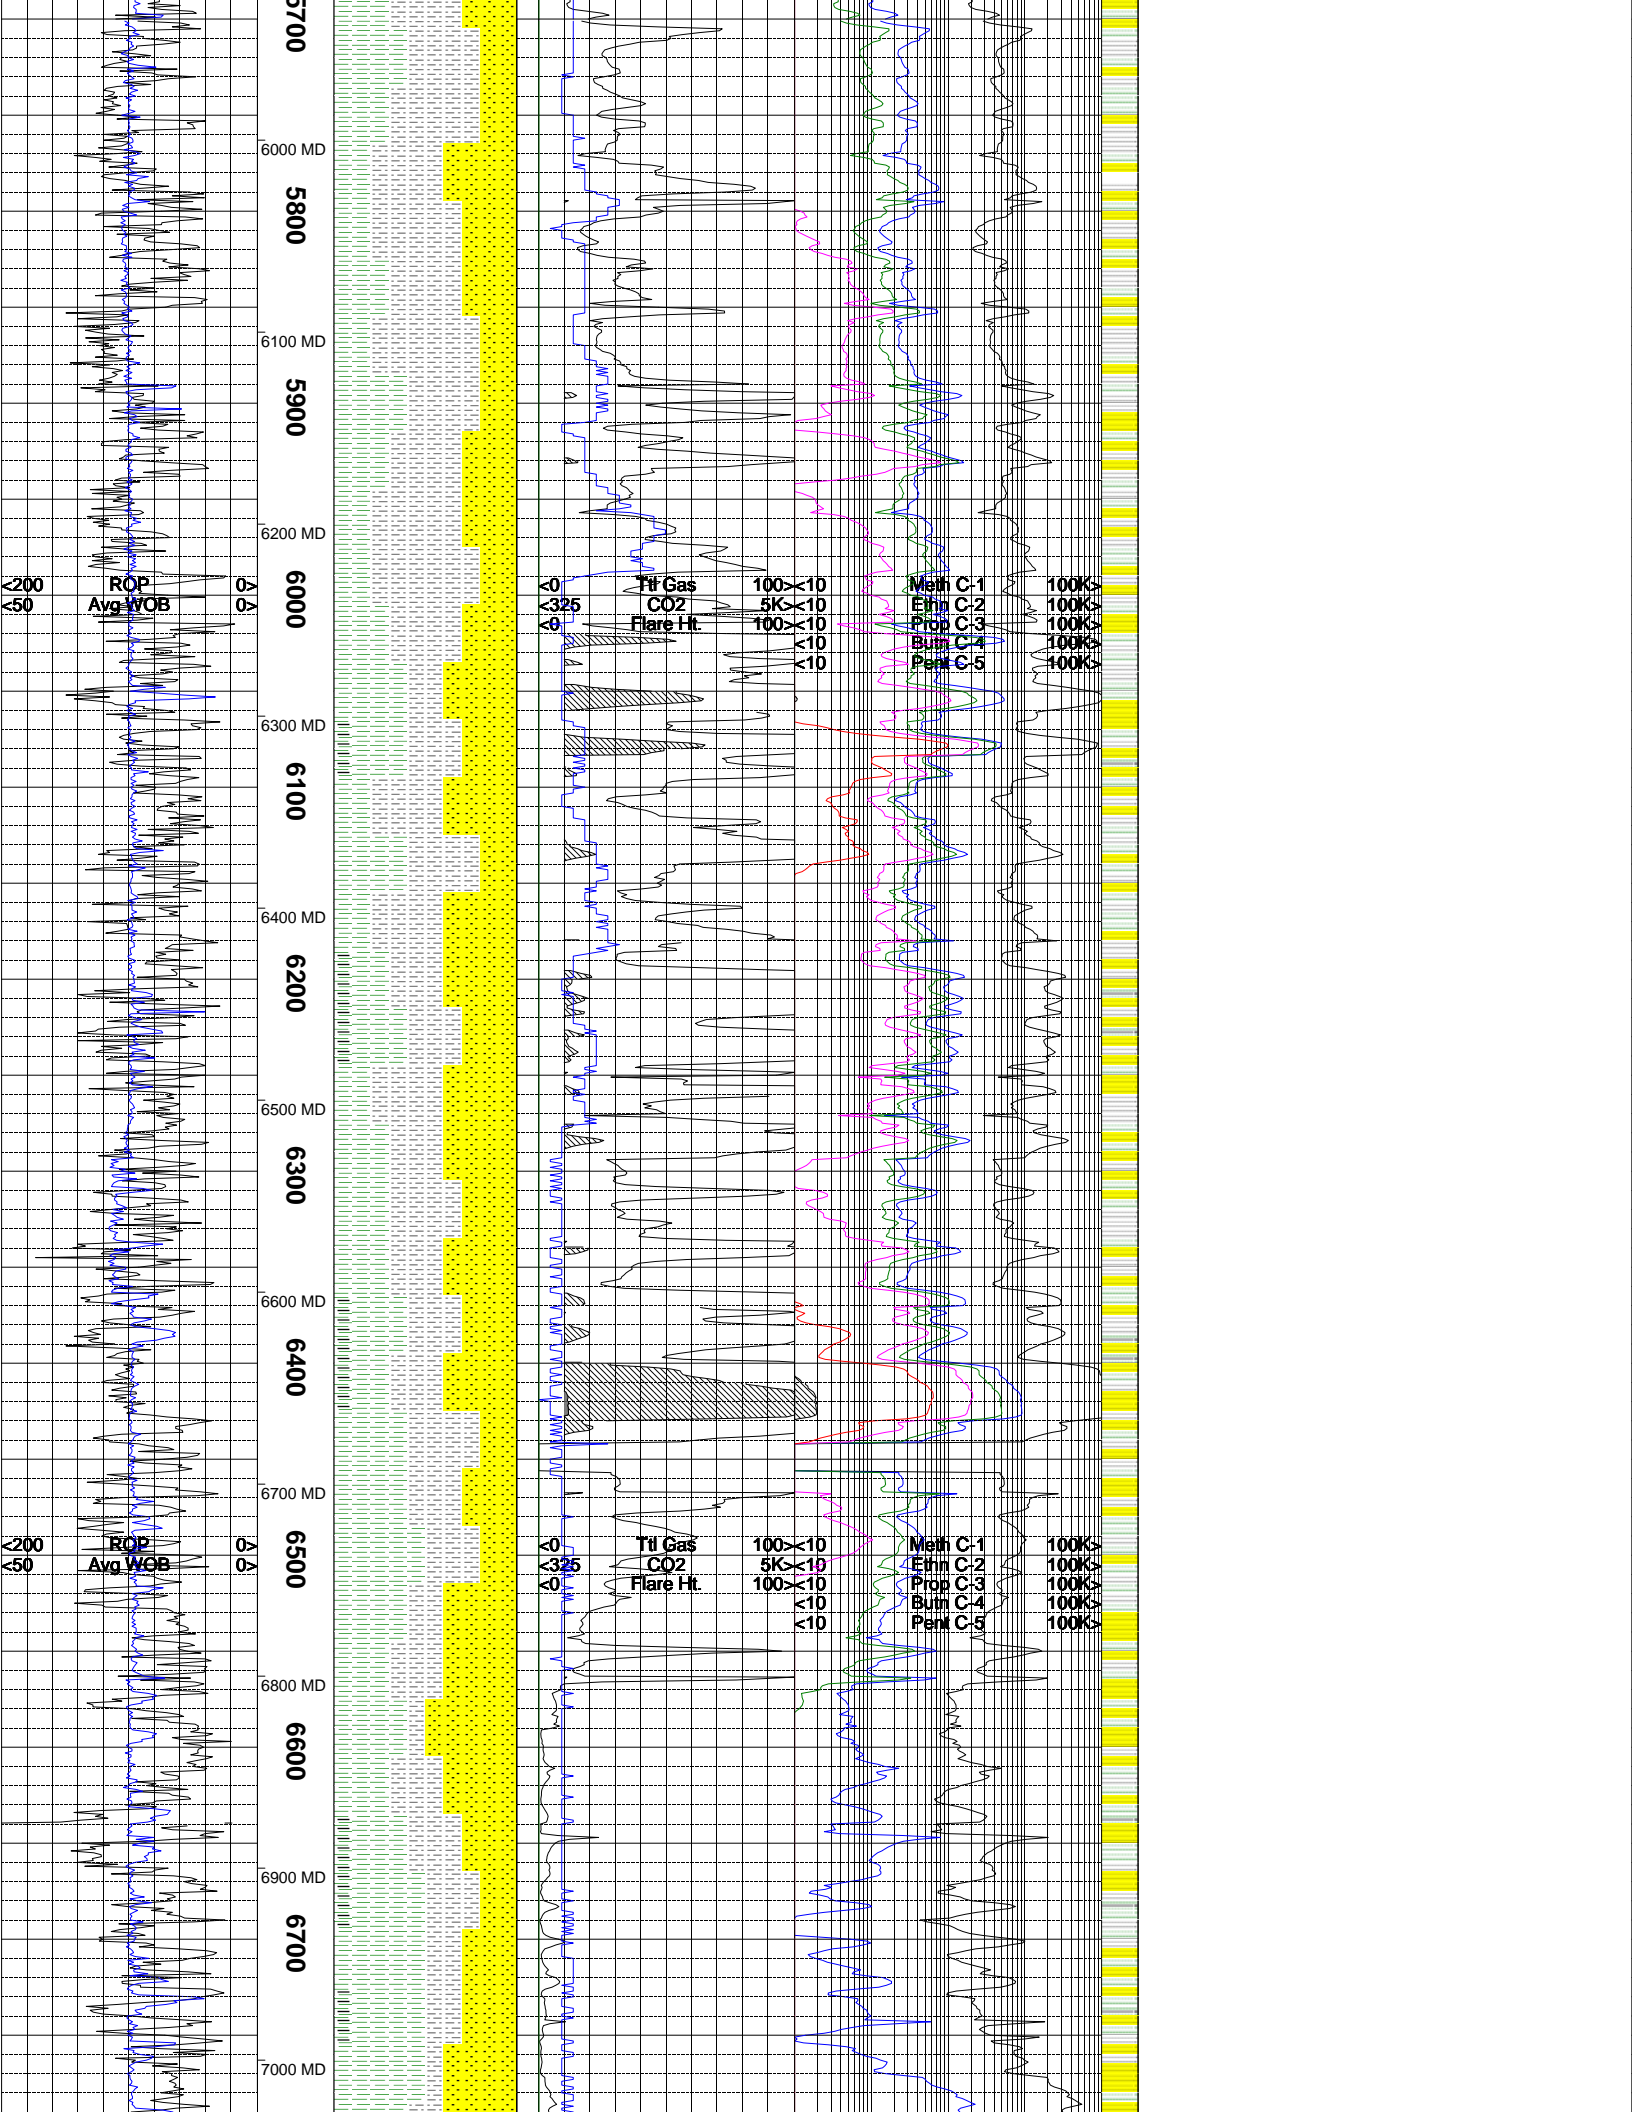 5700
6000 MD
5800
6100 MD
5900
6200 MD
<200 ROP 0> <0 Ttl Gas 100> <10 Meth C-1 100K>
<50 Avg WOB 0> 6000 <325 CO2 5K> <10 Ethn C-2 100K>
<0 Flare Ht. 100> <10 Prop C-3 100K>
<10 Butn C-4 100K>
<10 Pent C-5 100K>
6300 MD
6100
6400 MD
6200
6500 MD
6300
6600 MD
6400
6700 MD
<200 ROP 0> <0 Ttl Gas 100> <10 Meth C-1 100K>
<50 Avg WOB 0> 6500 <325 CO2 5K> <10 Ethn C-2 100K>
<0 Flare Ht. 100> <10 Prop C-3 100K>
<10 Butn C-4 100K>
<10 Pent C-5 100K>
6800 MD
6600
6900 MD
6700
7000 MD